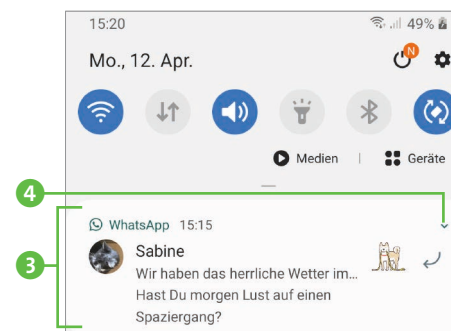 15:20 49%
Mo., 12. Apr. N
Medien | Geräte
4
WhatsApp 15:15
3
Sabine
Wir haben das herrliche Wetter im...
Hast Du morgen Lust auf einen
Spaziergang?